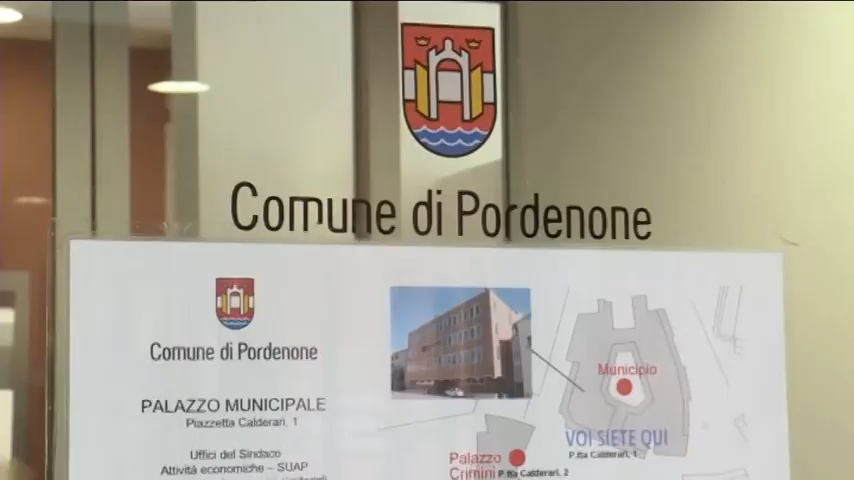 Comune di Pordenone
Comune di Pordenone
PALAZZO MUNICIPALE
Piazzetta Calderari, 1
Uffici del Sindaco
Attività economiche - SUAP
Municipio
VOI SIETE QUI
P.tta Calderari, 1
Palazzo
Crimini P.tta Calderari, 2